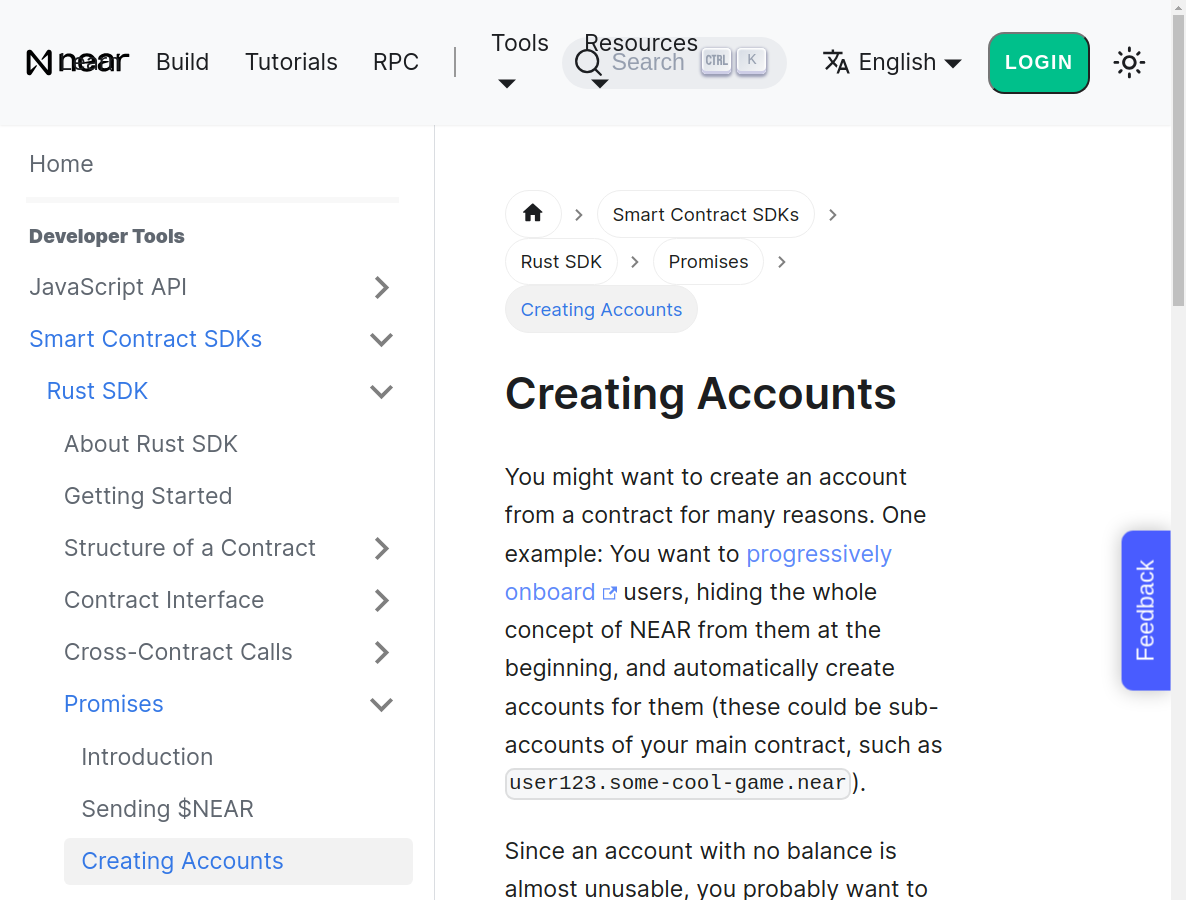 near Learn Build Tutorials RPC Tools Resources Search CTRL K English LOGIN
Home
Developer Tools
JavaScript API
Smart Contract SDKs
Rust SDK
About Rust SDK
Getting Started
Structure of a Contract
Contract Interface
Cross-Contract Calls
Promises
Introduction
Sending $NEAR
Creating Accounts
Smart Contract SDKs
Rust SDK Promises
Creating Accounts
Creating Accounts
You might want to create an account
from a contract for many reasons. One
example: You want to progressively
onboard users, hiding the whole
concept of NEAR from them at the
beginning, and automatically create
accounts for them (these could be sub-
accounts of your main contract, such as
user123.some-cool-game.near).
Since an account with no balance is
almost unusable, you probably want to
Feedback